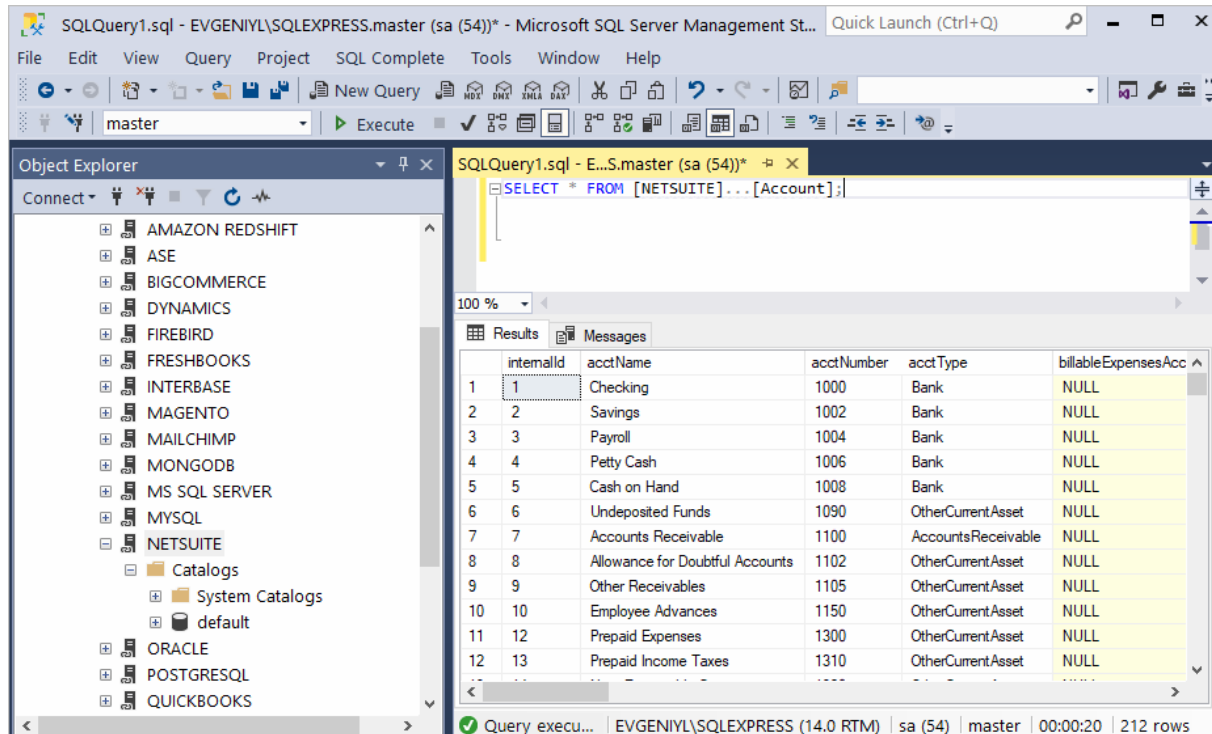 SQLQuery1.sql - EVGENIYL\SQLEXPRESS.master (sa (54))* - Microsoft SQL Server Management St... Quick Launch (Ctrl+Q)
File Edit View Query Project SQL Complete Tools Window Help
New Query MDX DMX XMLA DAX
master Execute
Object Explorer
Connect
AMAZON REDSHIFT
ASE
BIGCOMMERCE
DYNAMICS
FIREBIRD
FRESHBOOKS
INTERBASE
MAGENTO
MAILCHIMP
MONGODB
MS SQL SERVER
MYSQL
NETSUITE
Catalogs
System Catalogs
default
ORACLE
POSTGRESQL
QUICKBOOKS
SQLQuery1.sql - E...S.master (sa (54))*
SELECT * FROM [NETSUITE]...[Account];
100 %
Results Messages
internalId acctName acctNumber acctType billableExpensesAcc
1 1 Checking 1000 Bank NULL
2 2 Savings 1002 Bank NULL
3 3 Payroll 1004 Bank NULL
4 4 Petty Cash 1006 Bank NULL
5 5 Cash on Hand 1008 Bank NULL
6 6 Undeposited Funds 1090 OtherCurrentAsset NULL
7 7 Accounts Receivable 1100 AccountsReceivable NULL
8 8 Allowance for Doubtful Accounts 1102 OtherCurrentAsset NULL
9 9 Other Receivables 1105 OtherCurrentAsset NULL
10 10 Employee Advances 1150 OtherCurrentAsset NULL
11 12 Prepaid Expenses 1300 OtherCurrentAsset NULL
12 13 Prepaid Income Taxes 1310 OtherCurrentAsset NULL
Query execu... EVGENIYL\SQLEXPRESS (14.0 RTM) sa (54) master 00:00:20 212 rows